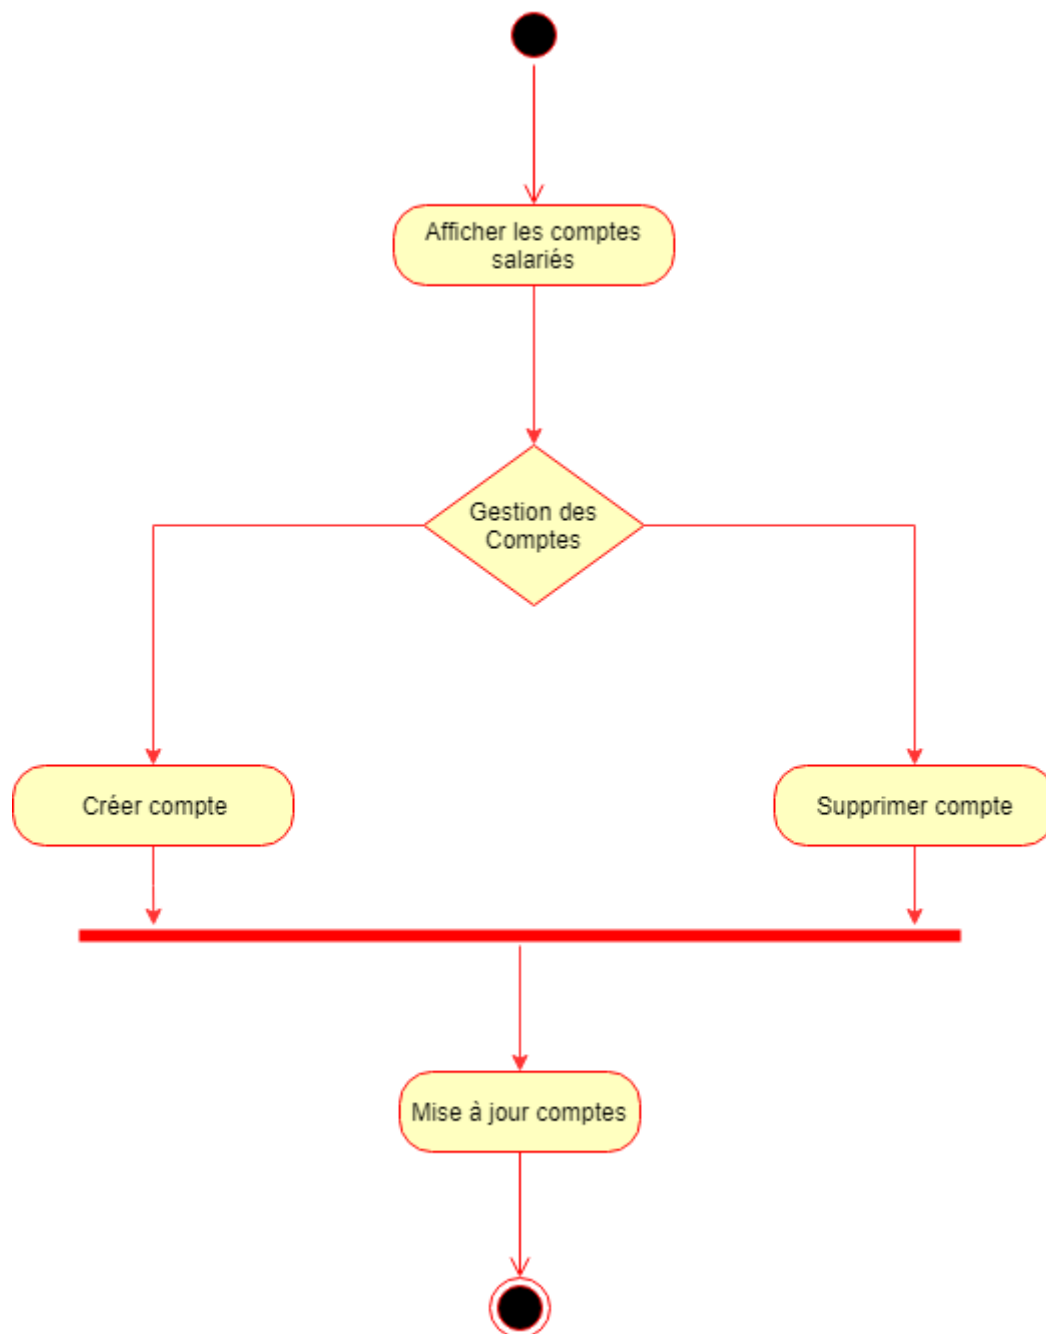 Afficher les comptes
salariés
Gestion des
Comptes
Créer compte
Supprimer compte
Mise à jour comptes